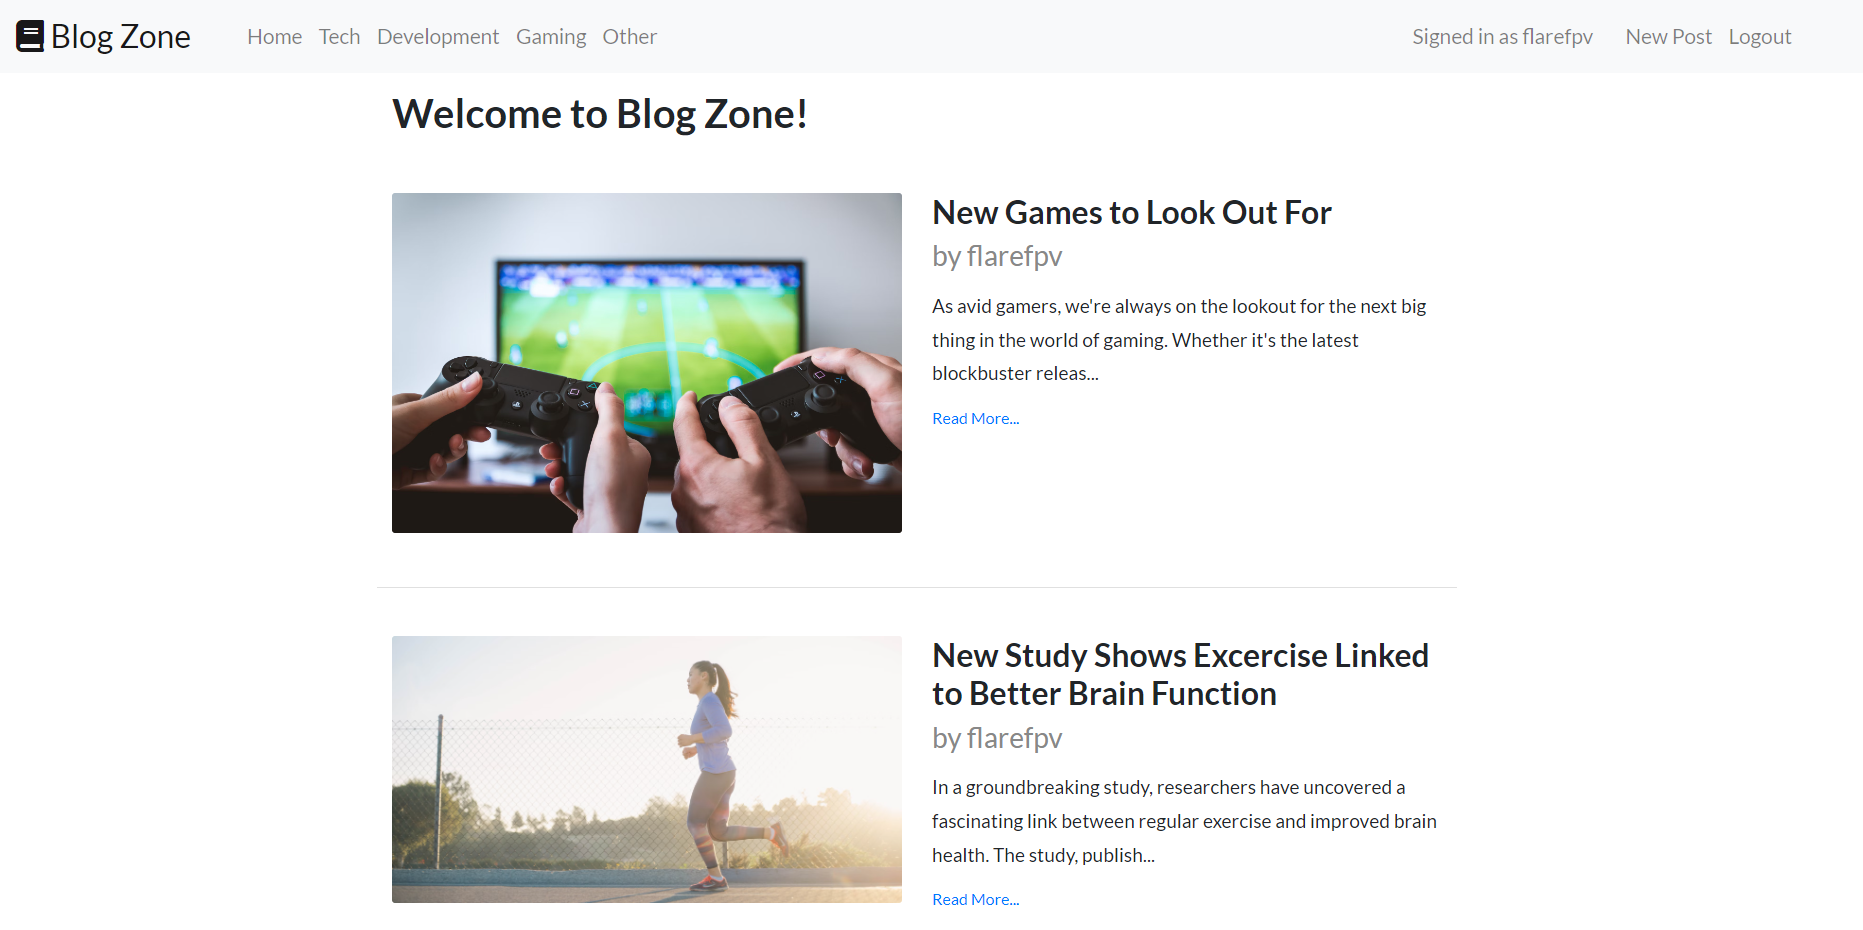 Blog Zone Home Tech Development Gaming Other Signed in as flarefpv New Post Logout
Welcome to Blog Zone!
New Games to Look Out For
by flarefpv
As avid gamers, we're always on the lookout for the next big
thing in the world of gaming. Whether it's the latest
blockbuster releas...
Read More...
New Study Shows Excercise Linked
to Better Brain Function
by flarefpv
In a groundbreaking study, researchers have uncovered a
fascinating link between regular exercise and improved brain
health. The study, publish...
Read More...